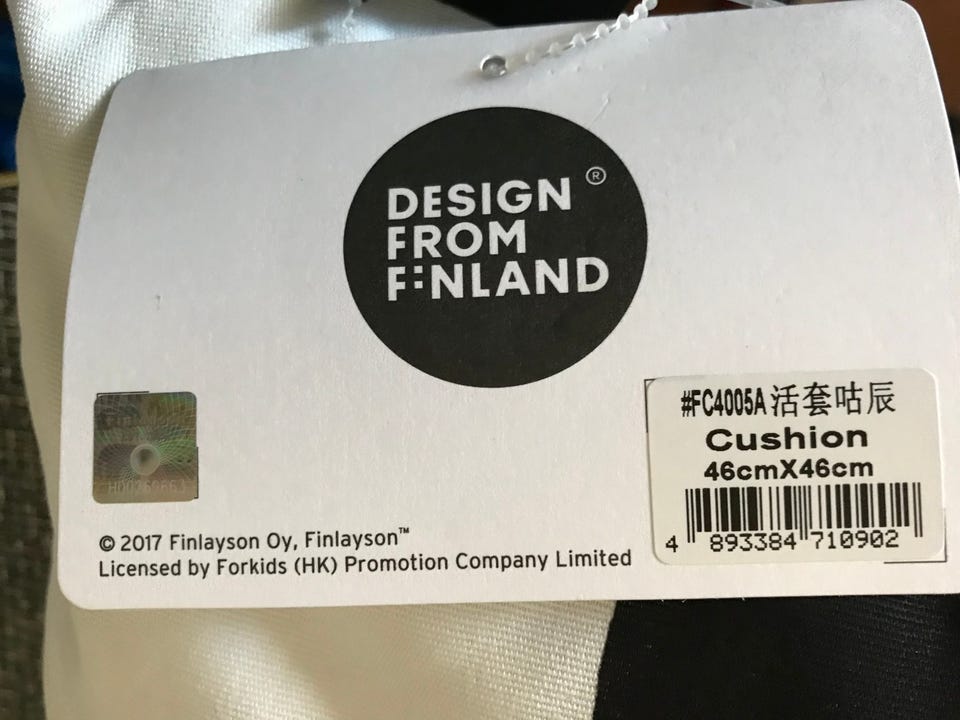 DESIGN ®
FROM
FINLAND
#FC4005A 活套咕辰
Cushion
46cmX46cm
4 893384 710902
© 2017 Finlayson Oy, Finlayson™
Licensed by Forkids (HK) Promotion Company Limited